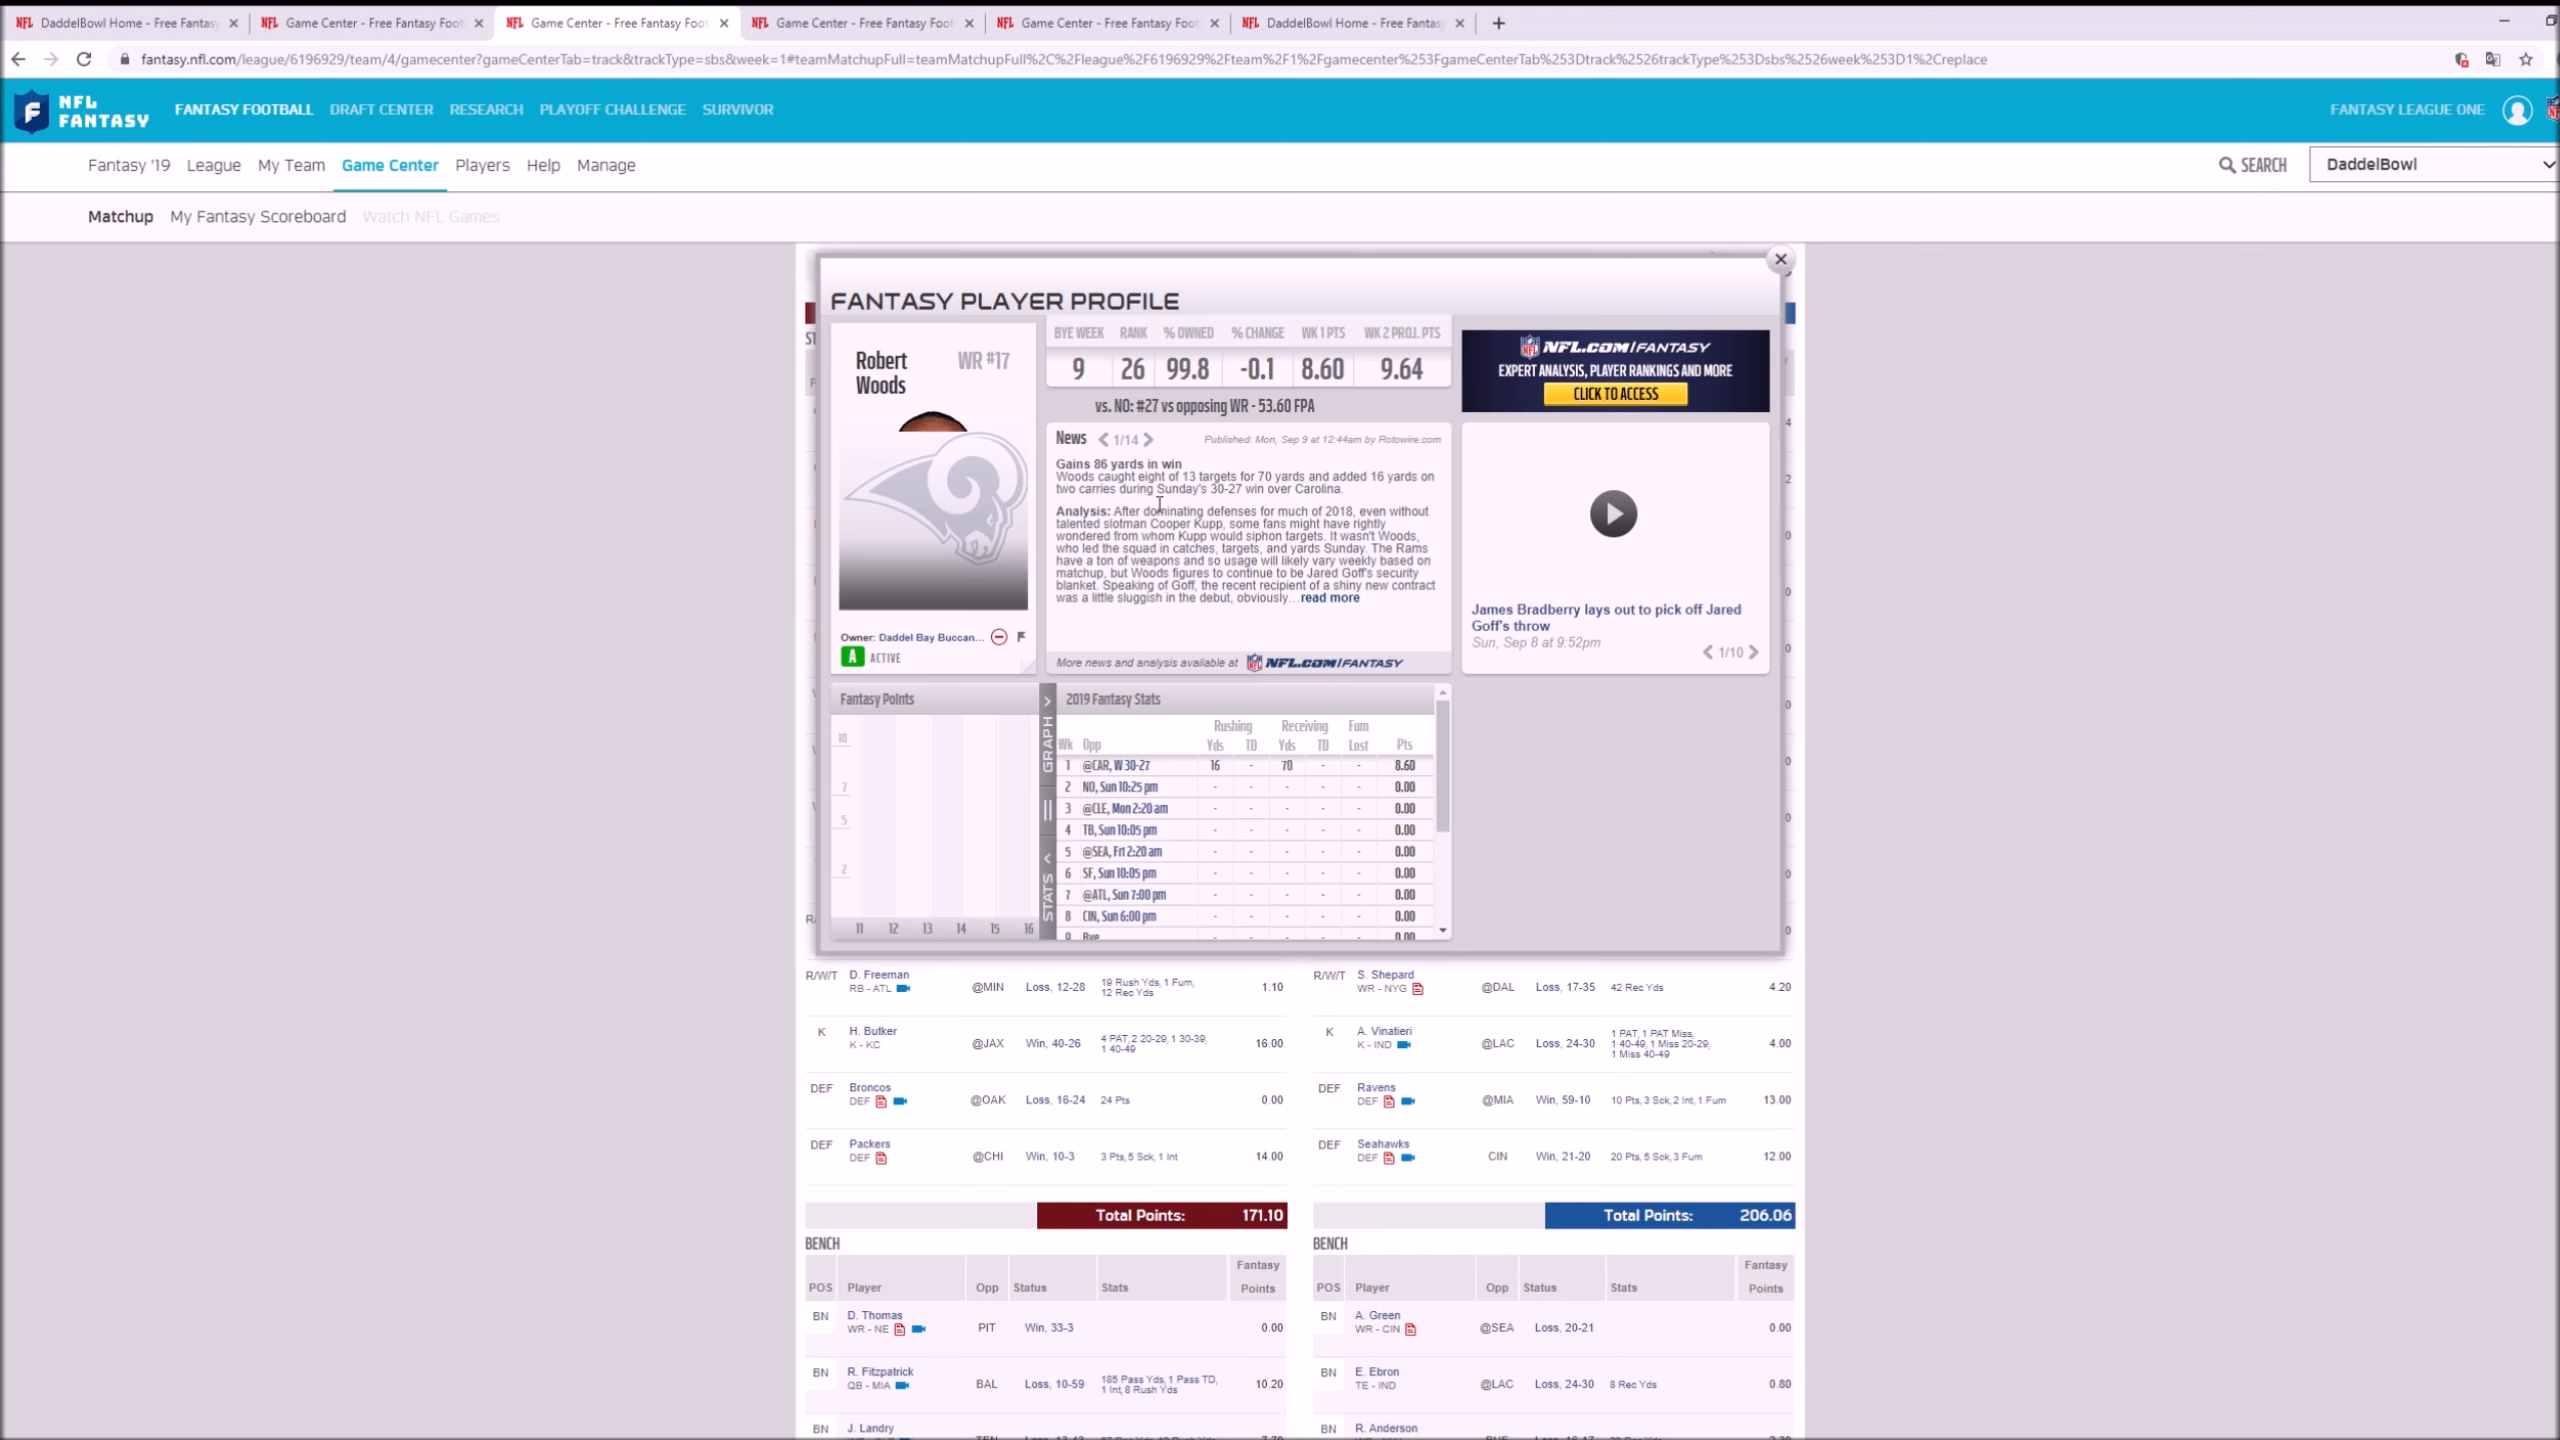 DaddelBowl Home - Free Fantasy
Game Center - Free Fantasy Foot
Game Center - Free Fantasy Foot
Game Center - Free Fantasy Foot
Game Center - Free Fantasy Foot
DaddelBowl Home - Free Fantasy
fantasy.nfl.com/league/6196929/team/4/gamecenter?gameCenterTab=track&trackType=sbs&week=1#teamMatchupFull=teamMatchupFull%2C%2Fleague%2F6196929%2Fteam%2F1%2Fgamecenter%253FgameCenterTab%253Dtrack%2526trackType%253Dsbs%2526week%253D1%2Creplace
NFL FANTASY
FANTASY FOOTBALL DRAFT CENTER RESEARCH PLAYOFF CHALLENGE SURVIVOR
FANTASY LEAGUE ONE
Fantasy '19 League My Team Game Center Players Help Manage
SEARCH DaddelBowl
Matchup My Fantasy Scoreboard Watch NFL Games
FANTASY PLAYER PROFILE
Robert Woods
WR #17
Owner: Daddel Bay Buccan...
A ACTIVE
BYE WEEK RANK % OWNED % CHANGE WK 1 PTS WK 2 PROJ. PTS
9 26 99.8 -0.1 8.60 9.64
vs. NO: #27 vs opposing WR - 53.60 FPA
News 1/14 Published: Mon, Sep 9 at 12:44am by Rotowire.com
Gains 86 yards in win
Woods caught eight of 13 targets for 70 yards and added 16 yards on
two carries during Sunday's 30-27 win over Carolina.
Analysis: After dominating defenses for much of 2018, even without
talented slotman Cooper Kupp, some fans might have rightly
wondered from whom Kupp would siphon targets. It wasn't Woods,
who led the squad in catches, targets, and yards Sunday. The Rams
have a ton of weapons and so usage will likely vary weekly based on
matchup, but Woods figures to continue to be Jared Goff's security
blanket. Speaking of Goff, the recent recipient of a shiny new contract
was a little sluggish in the debut, obviously...read more
More news and analysis available at NFL.COM/FANTASY
NFL.COM/FANTASY
EXPERT ANALYSIS, PLAYER RANKINGS AND MORE
CLICK TO ACCESS
James Bradberry lays out to pick off Jared
Goff's throw
Sun, Sep 8 at 9:52pm
1/10
Fantasy Points
10
7
5
2
11 12 13 14 15 16
GRAPH
STATS
2019 Fantasy Stats
Rushing Receiving Fum
Wk Opp Yds TD Yds TD Lost Pts
1 @CAR, W 30-27 16 - 70 - - 8.60
2 NO, Sun 10:25 pm - - - - - 0.00
3 @CLE, Mon 2:20 am - - - - - 0.00
4 TB, Sun 10:05 pm - - - - - 0.00
5 @SEA, Fri 2:20 am - - - - - 0.00
6 SF, Sun 10:05 pm - - - - - 0.00
7 @ATL, Sun 7:00 pm - - - - - 0.00
8 CIN, Sun 6:00 pm - - - - - 0.00
9 Bye - - - - - 0.00
R/W/T D. Freeman RB - ATL @MIN Loss, 12-28 19 Rush Yds, 1 Fum, 12 Rec Yds 1.10
R/W/T S. Shepard WR - NYG @DAL Loss, 17-35 42 Rec Yds 4.20
K H. Butker K - KC @JAX Win, 40-26 4 PAT, 2 20-29, 1 30-39, 1 40-49 16.00
K A. Vinatieri K - IND @LAC Loss, 24-30 1 PAT, 1 PAT Miss, 1 40-49, 1 Miss 20-29, 1 Miss 40-49 4.00
DEF Broncos DEF @OAK Loss, 16-24 24 Pts 0.00
DEF Ravens DEF @MIA Win, 59-10 10 Pts, 3 Sck, 2 Int, 1 Fum 13.00
DEF Packers DEF @CHI Win, 10-3 3 Pts, 5 Sck, 1 Int 14.00
DEF Seahawks DEF CIN Win, 21-20 20 Pts, 5 Sck, 3 Fum 12.00
Total Points: 171.10
Total Points: 206.06
BENCH
BENCH
POS Player Opp Status Stats Fantasy Points
POS Player Opp Status Stats Fantasy Points
BN D. Thomas WR - NE PIT Win, 33-3 0.00
BN A. Green WR - CIN @SEA Loss, 20-21 0.00
BN R. Fitzpatrick QB - MIA BAL Loss, 10-59 185 Pass Yds, 1 Pass TD, 1 Int, 8 Rush Yds 10.20
BN E. Ebron TE - IND @LAC Loss, 24-30 8 Rec Yds 0.80
BN J. Landry
BN R. Anderson